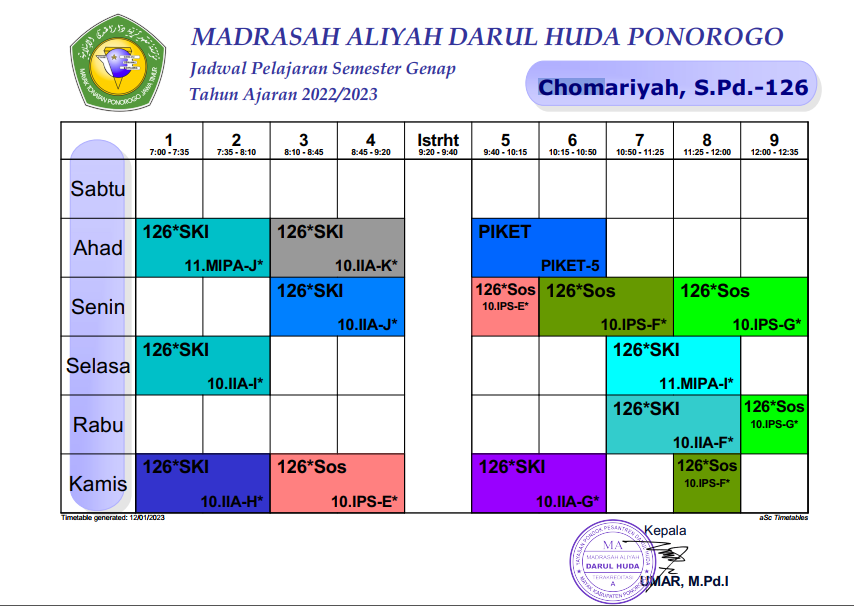 MADRASAH ALIYAH DARUL HUDA PONOROGO
Jadwal Pelajaran Semester Genap
Tahun Ajaran 2022/2023
Chomariyah, S.Pd.-126
1 2 3 4 Istrht 5 6 7 8 9
7:00 - 7:35 7:35 - 8:10 8:10 - 8:45 8:45 - 9:20 9:20 - 9:40 9:40 - 10:15 10:15 - 10:50 10:50 - 11:25 11:25 - 12:00 12:00 - 12:35
Sabtu
Ahad
126*SKI
11.MIPA-J*
126*SKI
10.IIA-K*
PIKET
PIKET-5
Senin
126*SKI
10.IIA-J*
126*Sos
10.IPS-E*
126*Sos
10.IPS-F*
126*Sos
10.IPS-G*
Selasa
126*SKI
10.IIA-I*
126*SKI
11.MIPA-I*
Rabu
126*SKI
10.IIA-F*
126*Sos
10.IPS-G*
Kamis
126*SKI
10.IIA-H*
126*Sos
10.IPS-E*
126*SKI
10.IIA-G*
126*Sos
10.IPS-F*
Timetable generated: 12/01/2023
aSc Timetables
Kepala
MA
MADRASAH ALIYAH
DARUL HUDA
TERAKREDITASI
A
UMAR, M.Pd.I